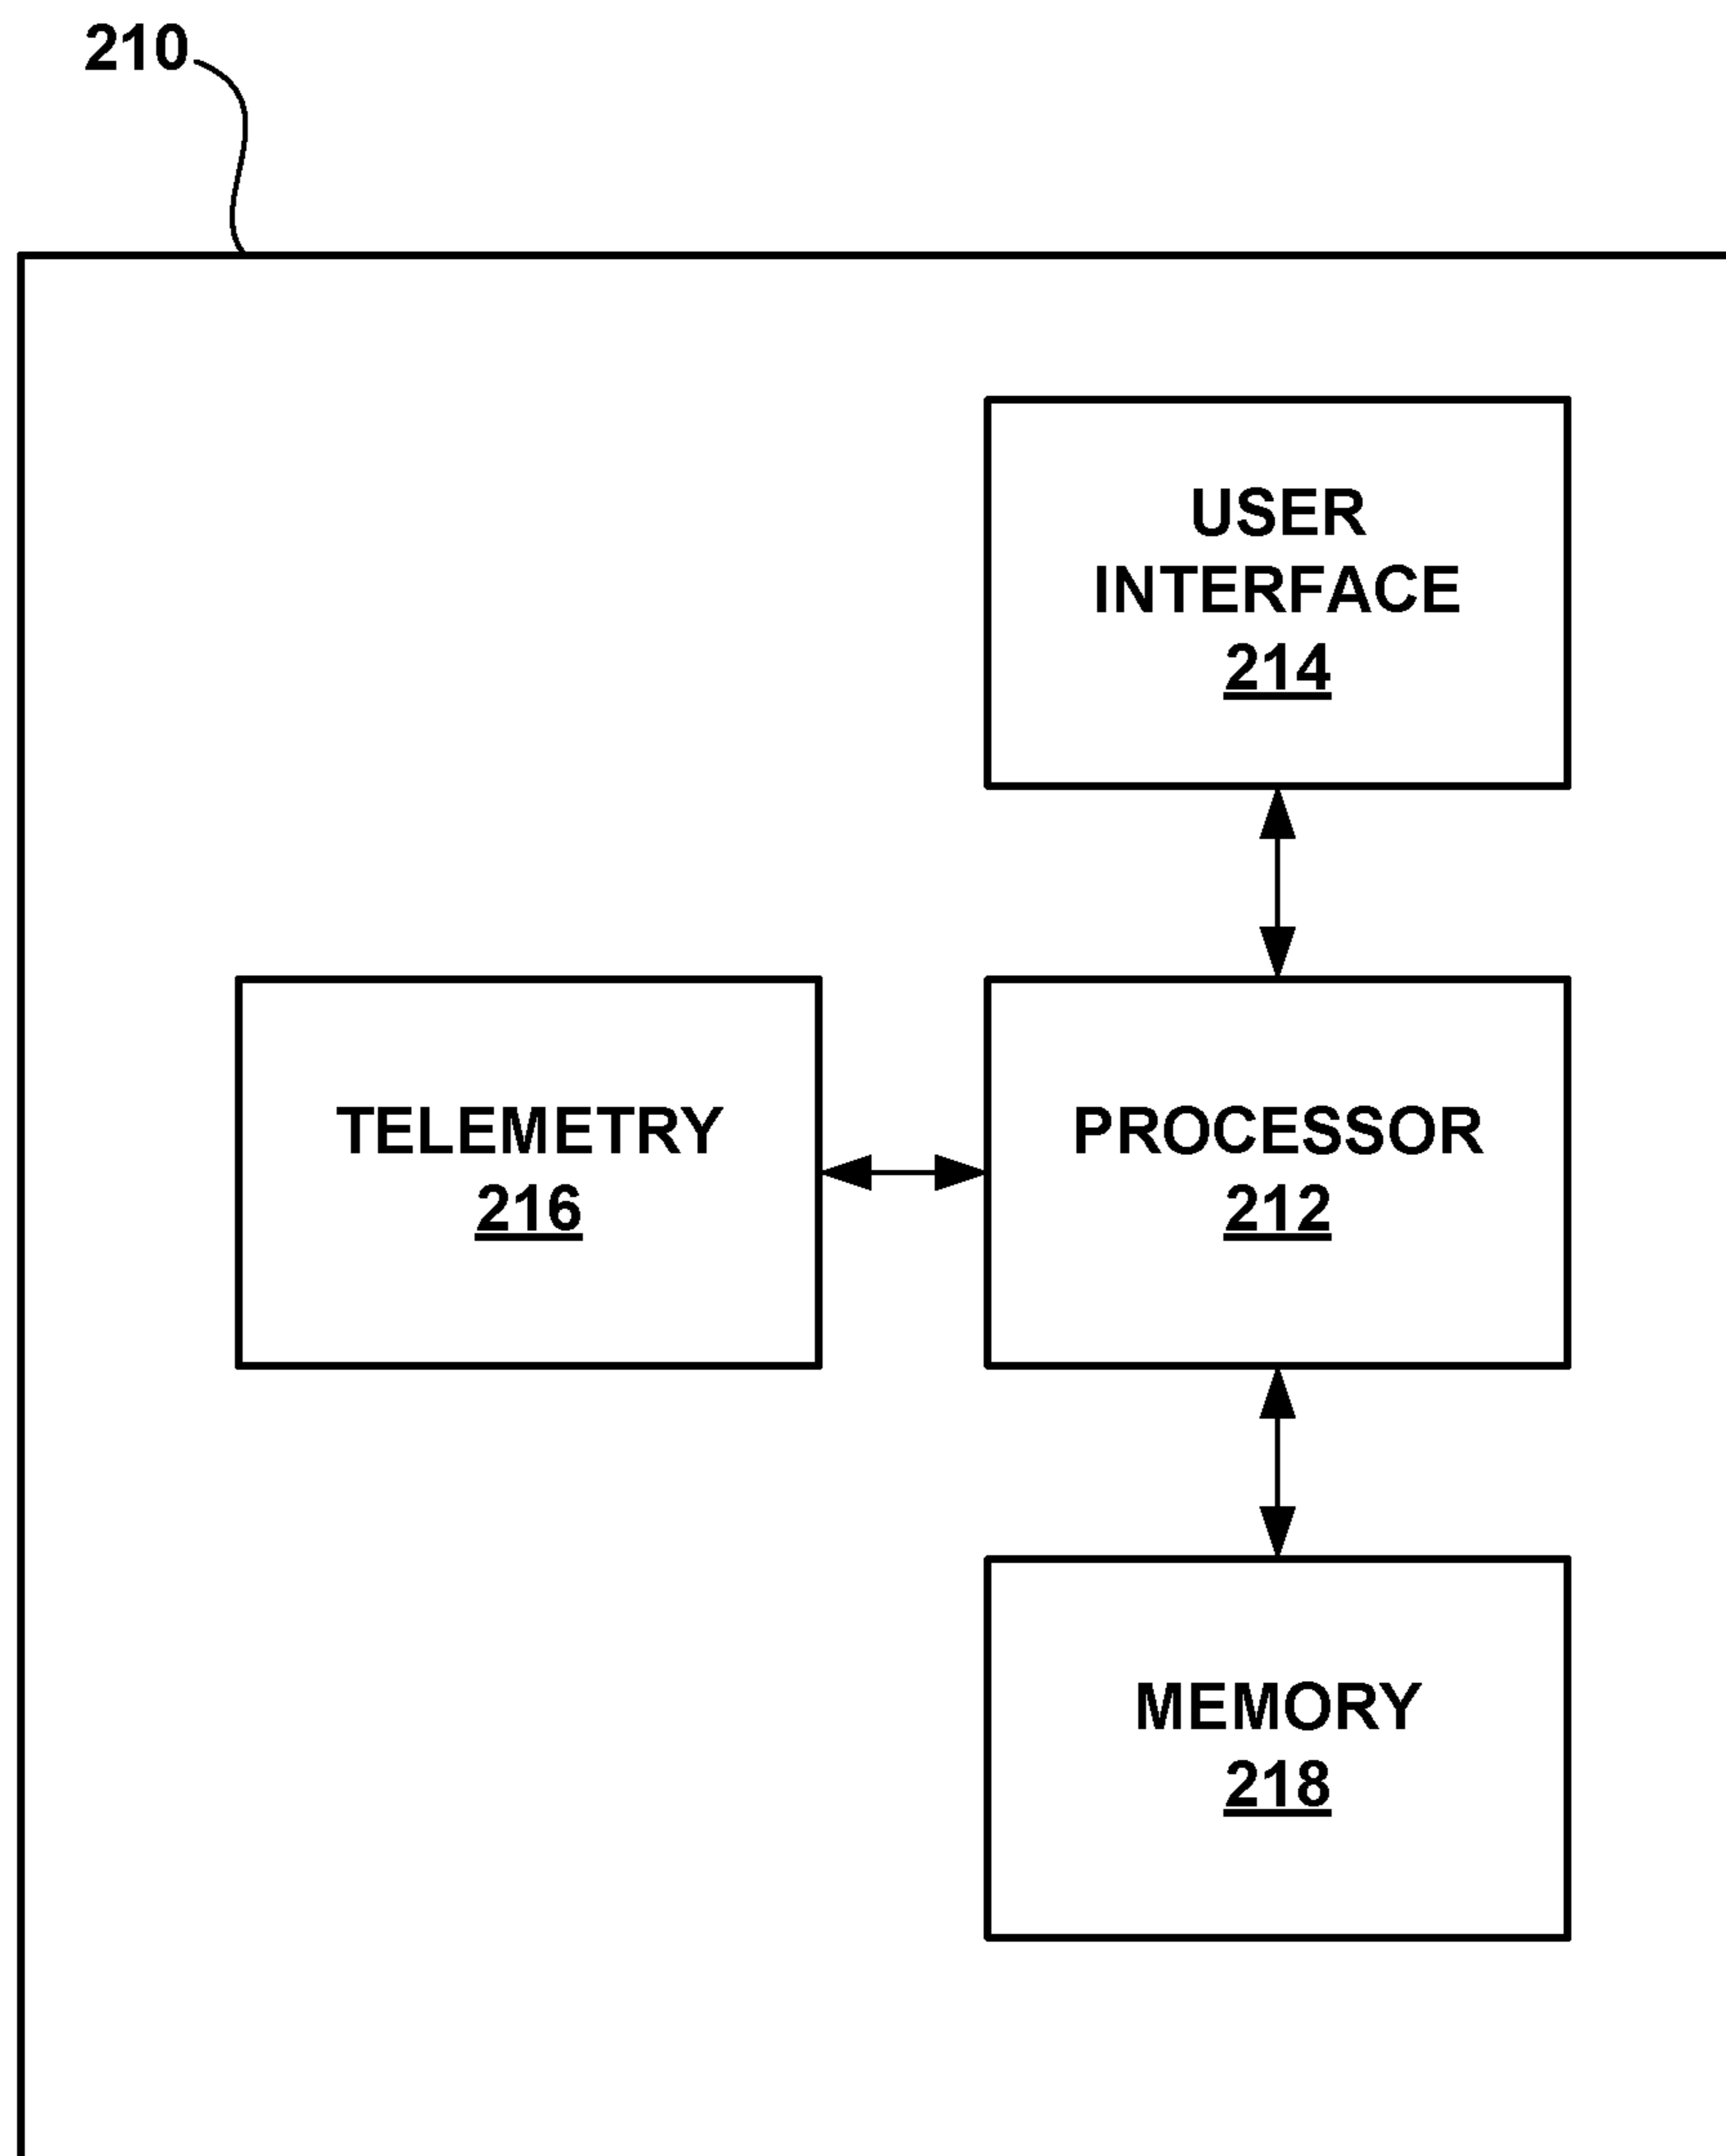 210
USER
INTERFACE
214
TELEMETRY
216
PROCESSOR
212
MEMORY
218